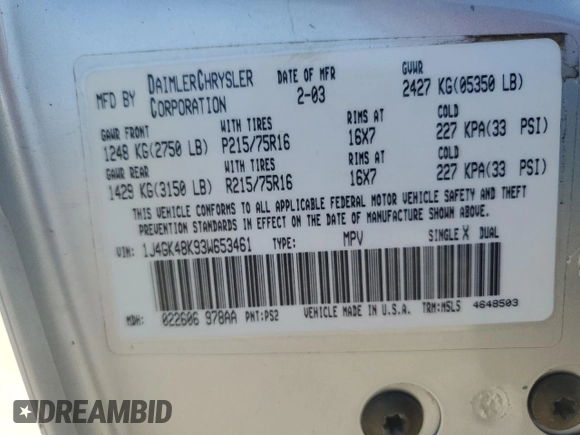 MFD BY DAIMLERCHRYSLER CORPORATION DATE OF MFR 2-03 GVWR 2427 KG(05350 LB)
GAWR FRONT WITH TIRES RIMS AT COLD
1248 KG(2750 LB) P215/75R16 16X7 227 KPA(33 PSI)
GAWR REAR WITH TIRES RIMS AT COLD
1429 KG(3150 LB) R215/75R16 16X7 227 KPA(33 PSI)
THIS VEHICLE CONFORMS TO ALL APPLICABLE FEDERAL MOTOR VEHICLE SAFETY AND THEFT
PREVENTION STANDARDS IN EFFECT ON THE DATE OF MANUFACTURE SHOWN ABOVE.
VIN: 1J4GK48K93W653461 TYPE: MPV SINGLE X DUAL
MDH: 022606 978AA PNT:PS2 VEHICLE MADE IN U.S.A. TRM:M5LS 4648503
DREAMBID